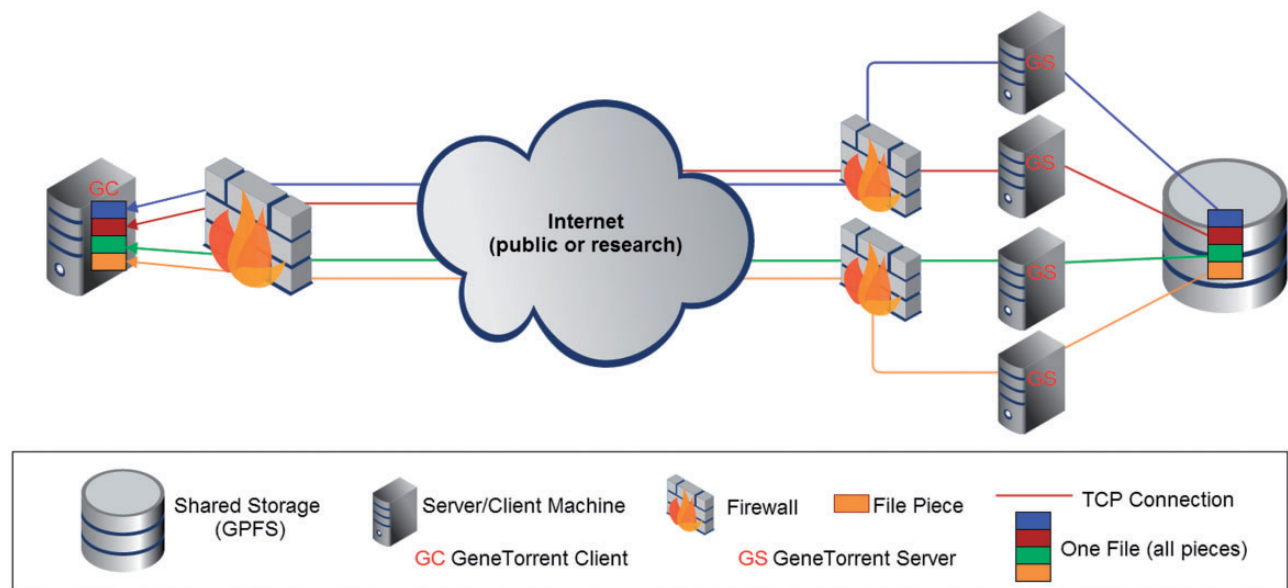 GS
GS
GC
Internet
(public or research)
GS
GS
Shared Storage
(GPFS)
Server/Client Machine
GC GeneTorrent Client
Firewall
File Piece
GS GeneTorrent Server
TCP Connection
One File (all pieces)